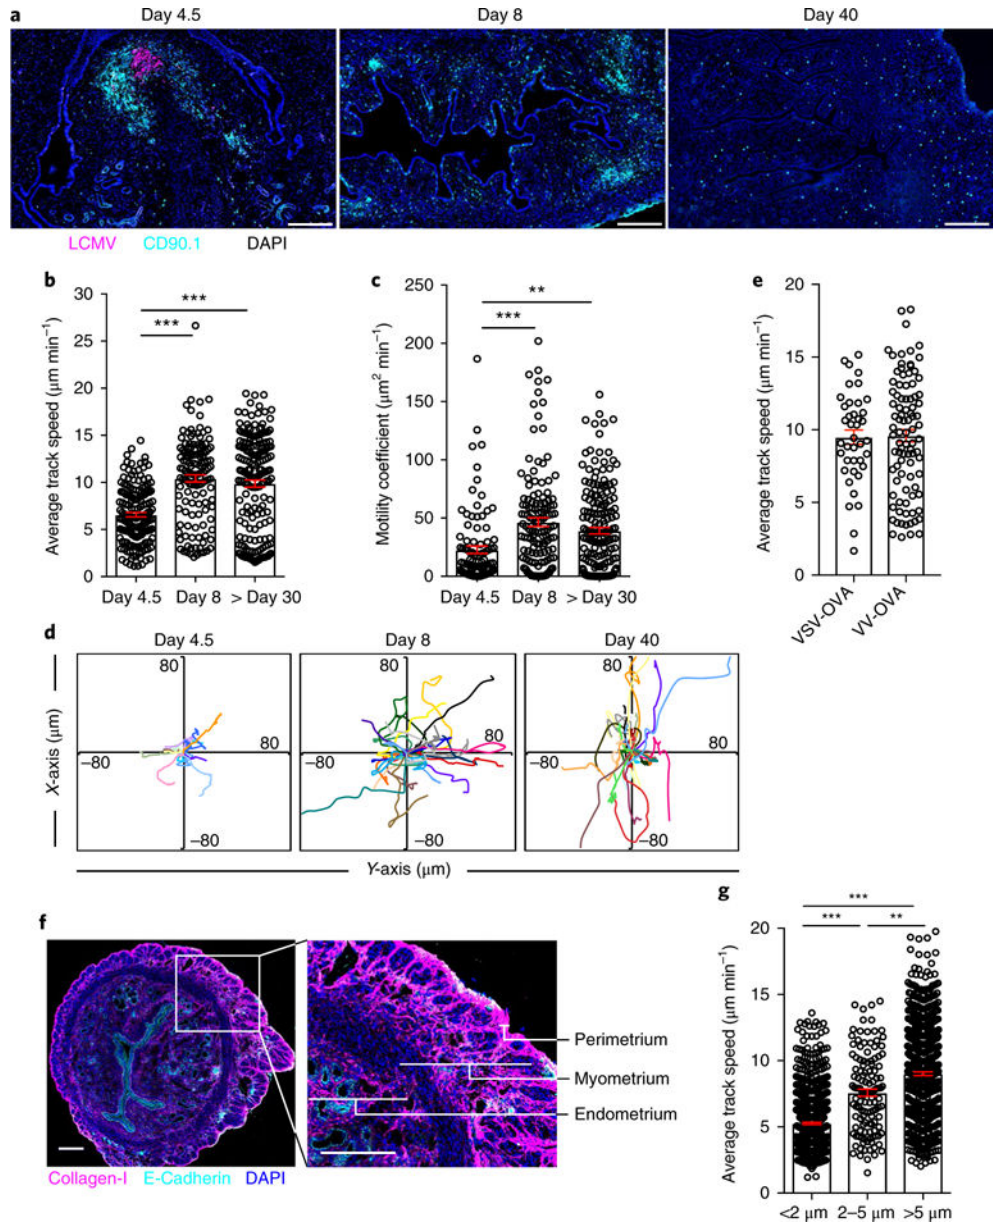 a
Day 4.5 Day 8 Day 40
LCMV CD90.1 DAPI
b
Average track speed (μm min⁻¹)
30
25
20
15
10
5
0
***
***
Day 4.5 Day 8 > Day 30
c
Motility coefficient (μm² min⁻¹)
250
200
150
100
50
0
**
***
Day 4.5 Day 8 > Day 30
e
Average track speed (μm min⁻¹)
20
15
10
5
0
VSV-OVA VV-OVA
d
Day 4.5 Day 8 Day 40
X-axis (μm)
80 80 80
−80 80 −80 80 −80 80
−80 −80 −80
Y-axis (μm)
f
Perimetrium
Myometrium
Endometrium
Collagen-I E-Cadherin DAPI
g
Average track speed (μm min⁻¹)
20
15
10
5
0
***
*** **
<2 μm 2–5 μm >5 μm